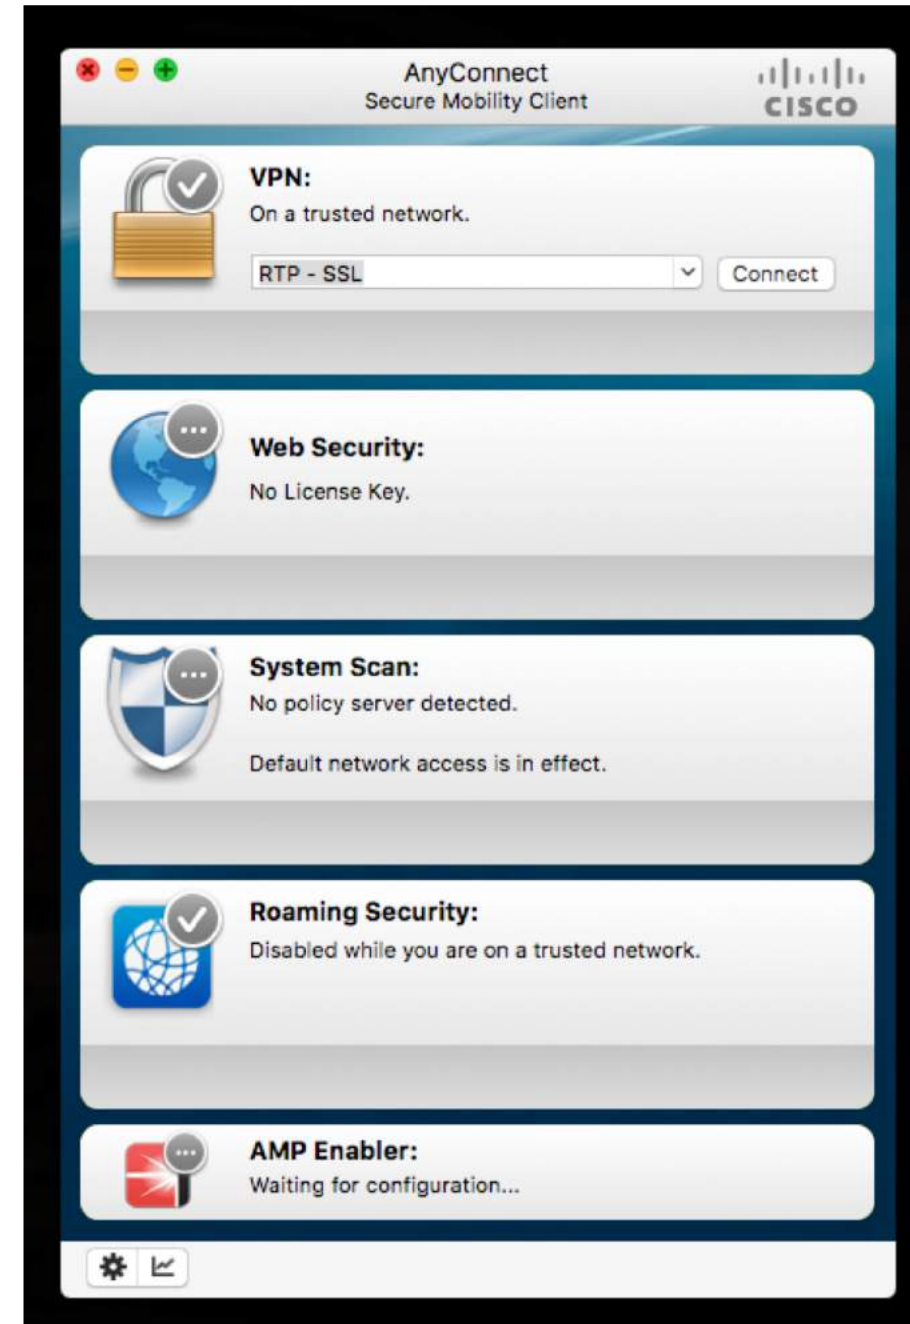 AnyConnect
Secure Mobility Client
CISCO
VPN:
On a trusted network.
RTP - SSL
Connect
Web Security:
No License Key.
System Scan:
No policy server detected.
Default network access is in effect.
Roaming Security:
Disabled while you are on a trusted network.
AMP Enabler:
Waiting for configuration...